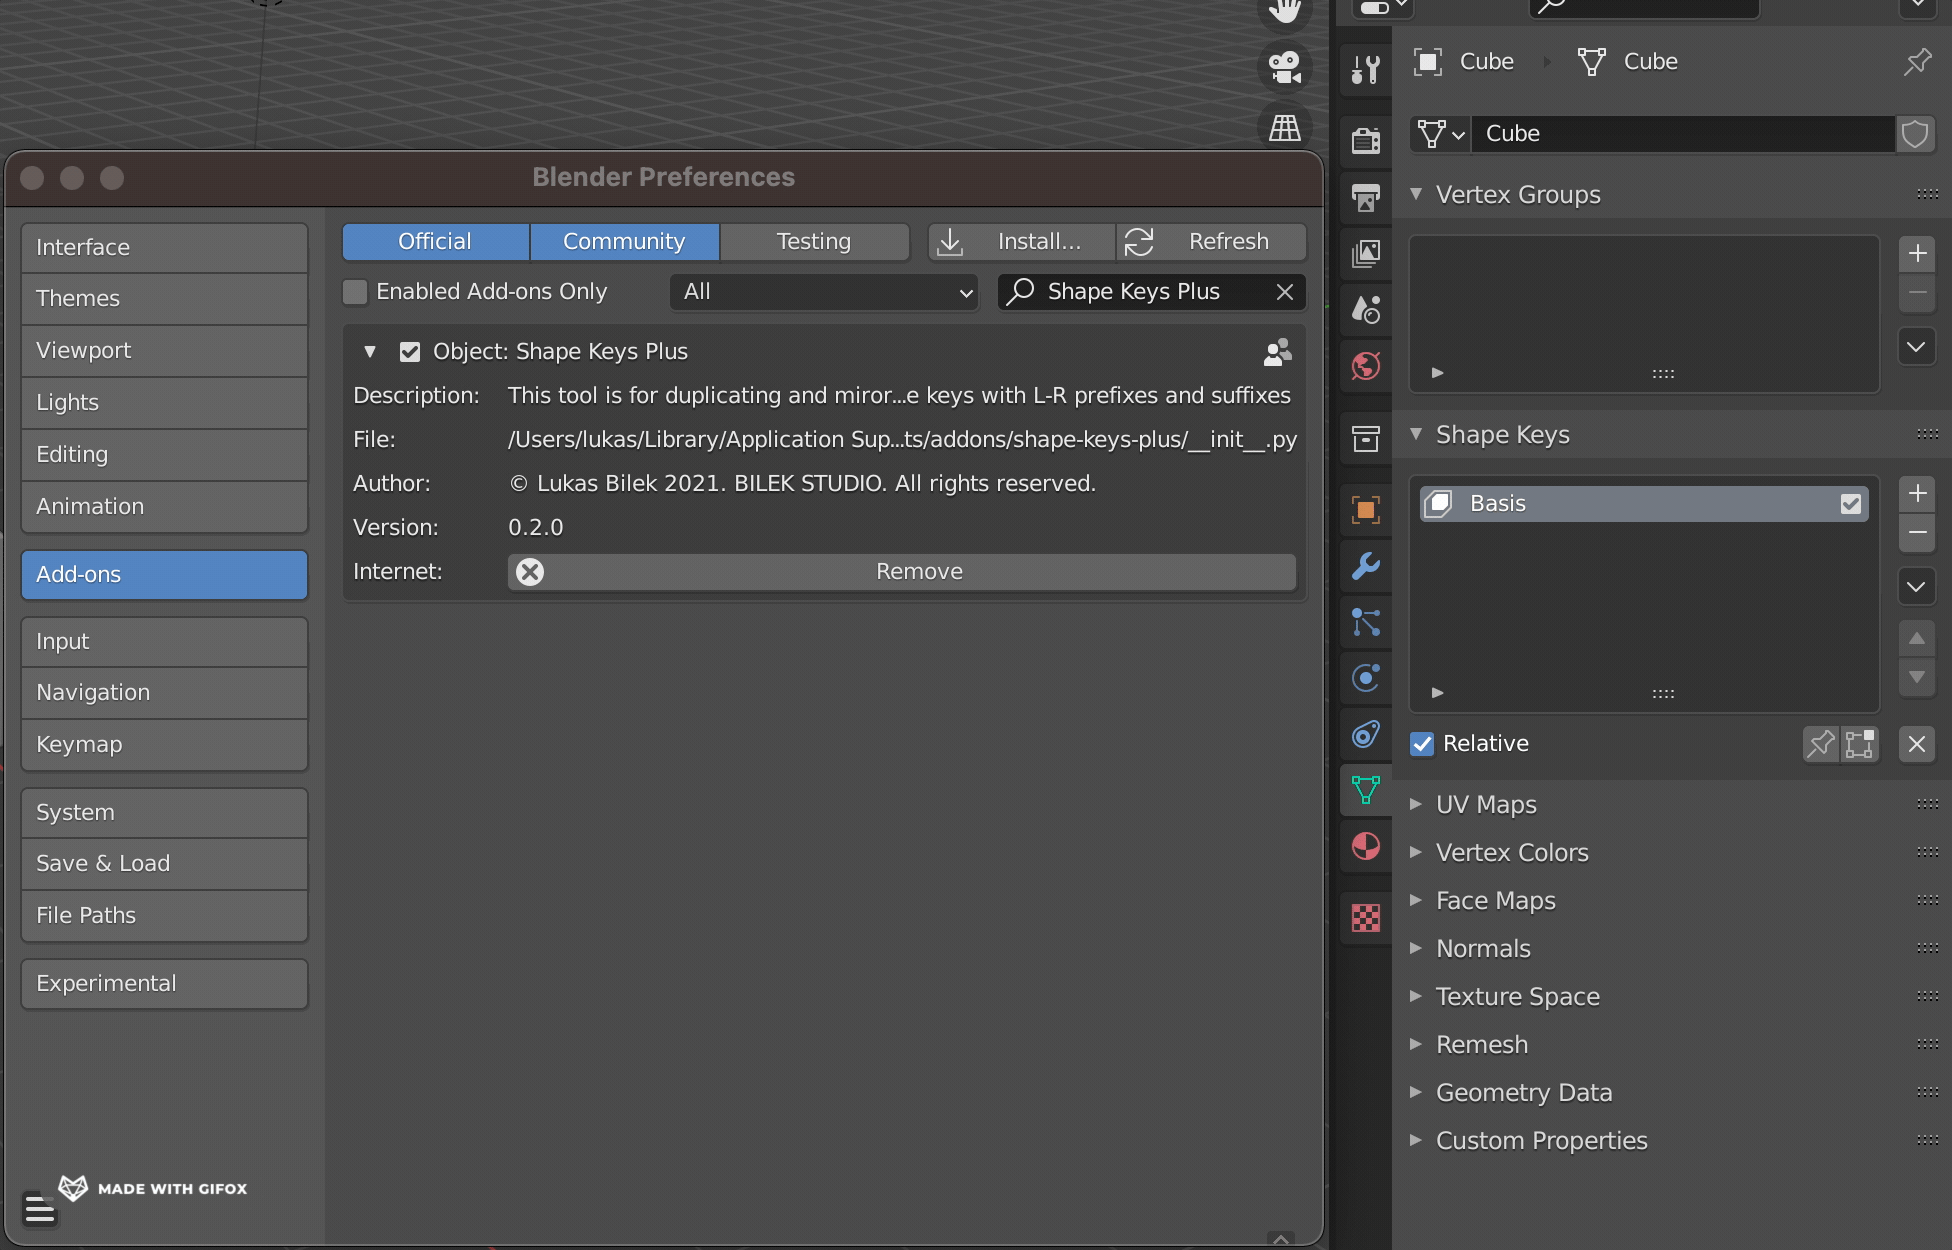 Cube
Cube
Cube
Vertex Groups
Shape Keys
Basis
Relative
UV Maps
Vertex Colors
Face Maps
Normals
Texture Space
Remesh
Geometry Data
Custom Properties
Blender Preferences
Interface
Themes
Viewport
Lights
Editing
Animation
Add-ons
Input
Navigation
Keymap
System
Save & Load
File Paths
Experimental
Official Community Testing Install... Refresh
Enabled Add-ons Only All Shape Keys Plus
Object: Shape Keys Plus
Description: This tool is for duplicating and miror...e keys with L-R prefixes and suffixes
File: /Users/lukas/Library/Application Sup...ts/addons/shape-keys-plus/__init__.py
Author: © Lukas Bilek 2021. BILEK STUDIO. All rights reserved.
Version: 0.2.0
Internet: Remove
MADE WITH GIFOX